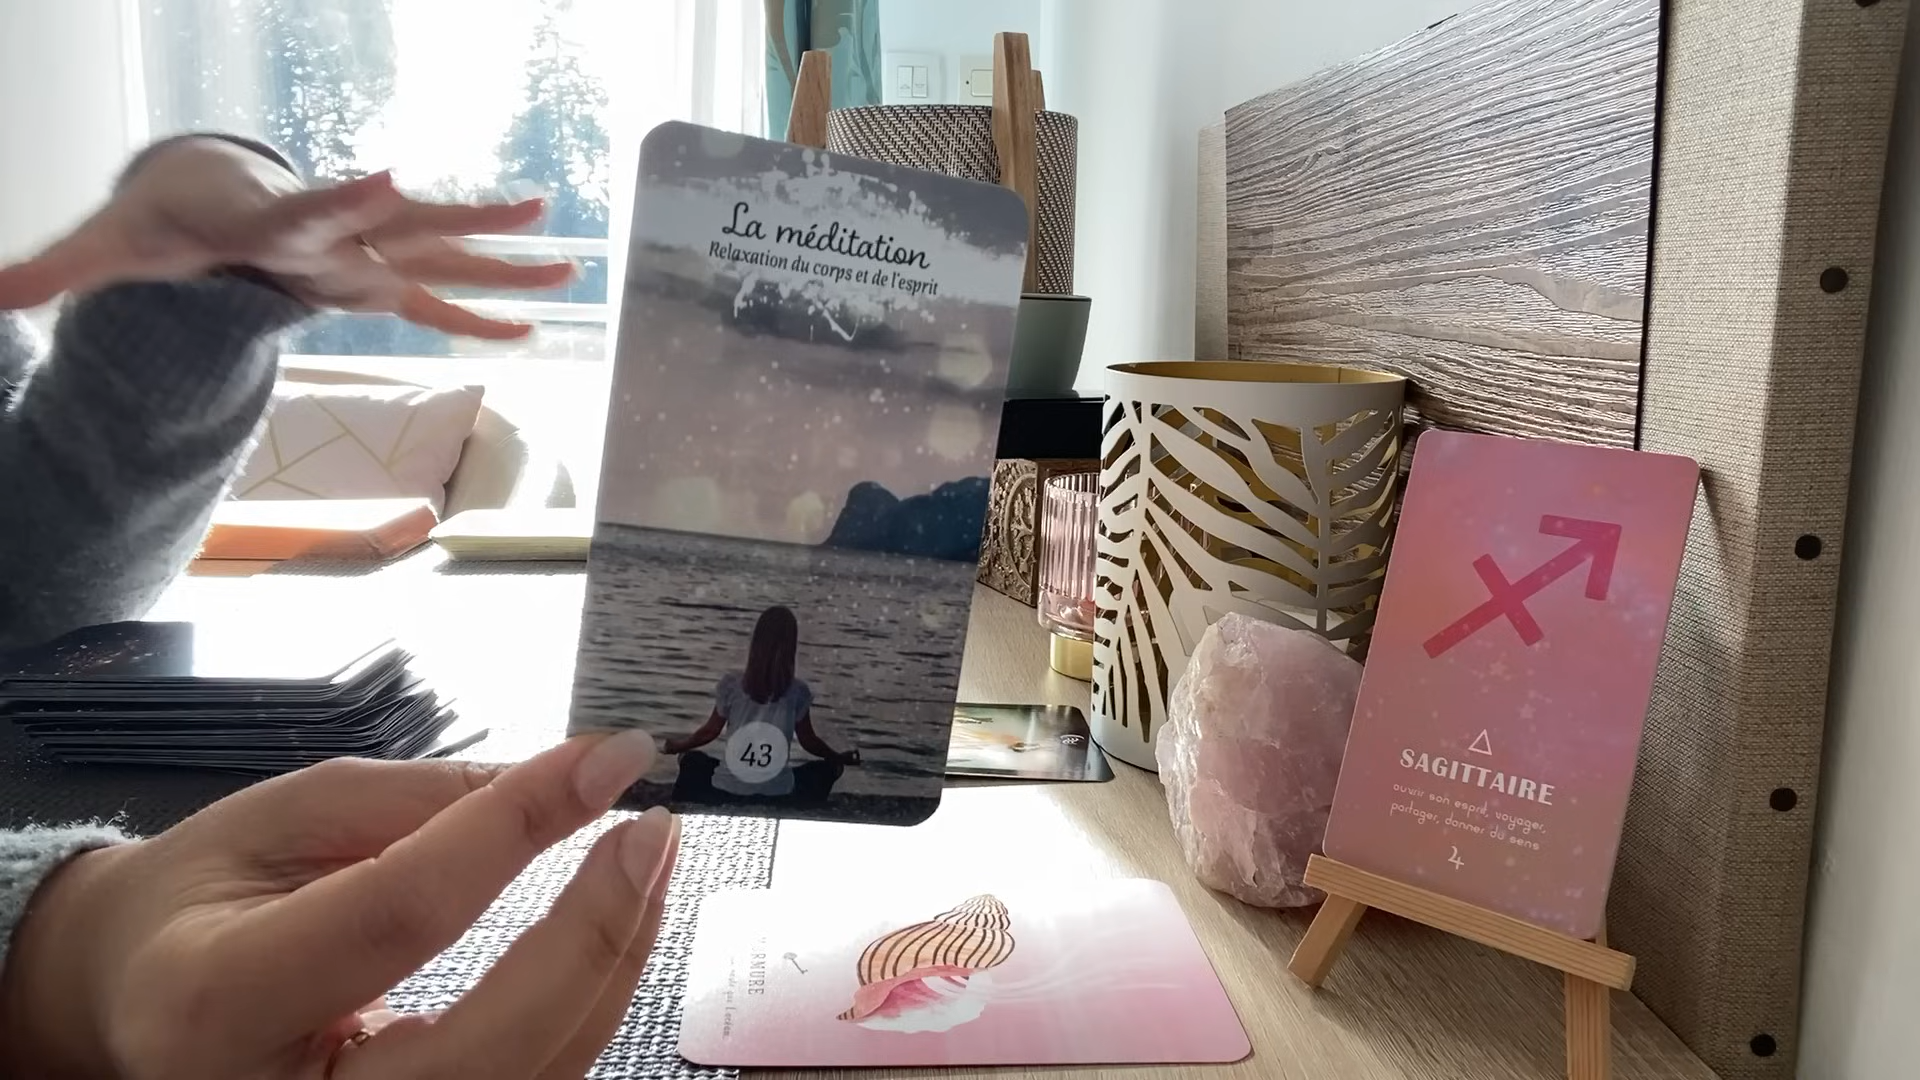 La méditation
Relaxation du corps et de l'esprit
43
SAGITTAIRE
ouvrir son esprit, voyager,
partager, donner du sens